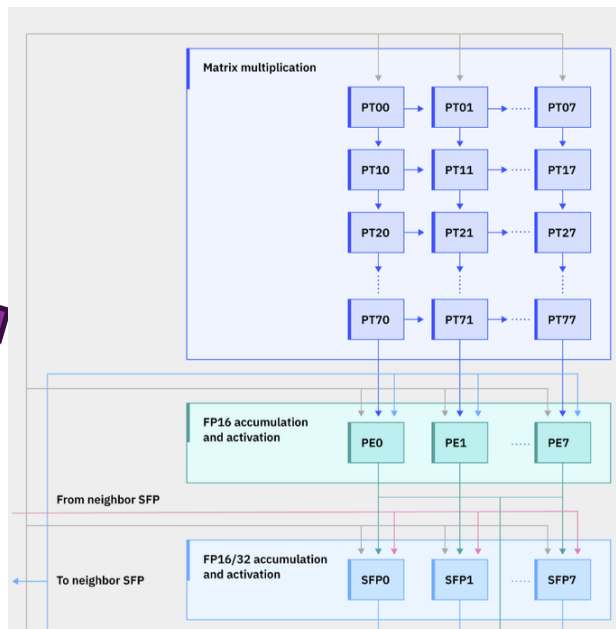 Matrix multiplication
PT00 PT01 PT07
PT10 PT11 PT17
PT20 PT21 PT27
PT70 PT71 PT77
FP16 accumulation
and activation
PE0 PE1 PE7
From neighbor SFP
FP16/32 accumulation
and activation
To neighbor SFP
SFP0 SFP1 SFP7